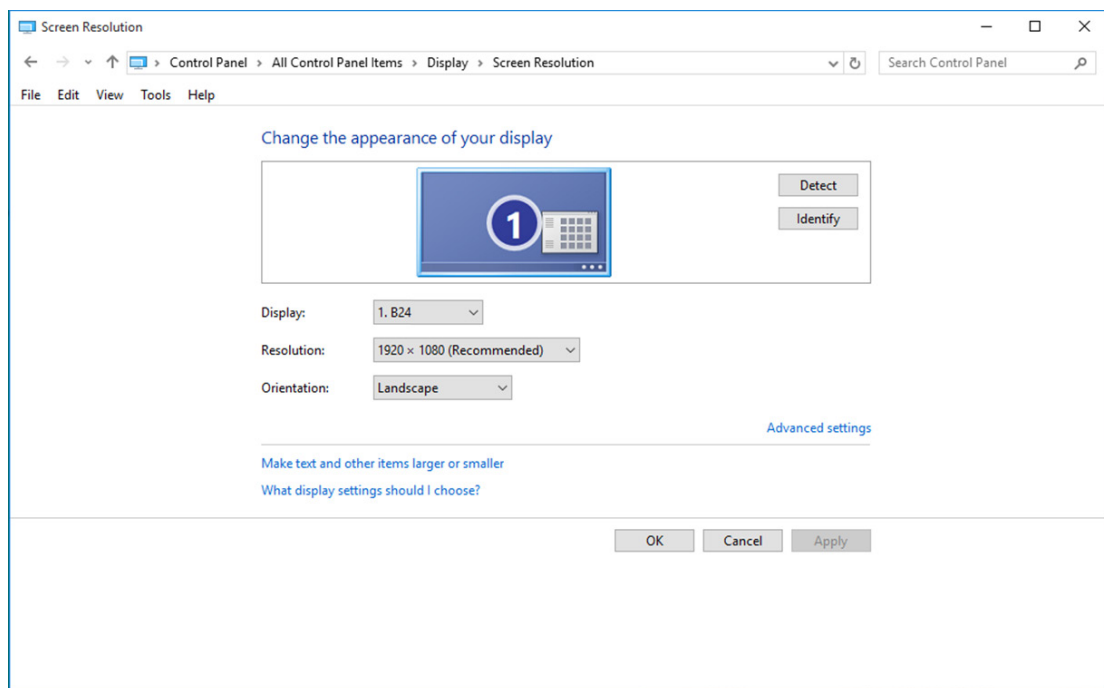 Screen Resolution
Control Panel › All Control Panel Items › Display › Screen Resolution
Search Control Panel
File Edit View Tools Help
Change the appearance of your display
1
Detect
Identify
Display: 1. B24
Resolution: 1920 × 1080 (Recommended)
Orientation: Landscape
Advanced settings
Make text and other items larger or smaller
What display settings should I choose?
OK Cancel Apply